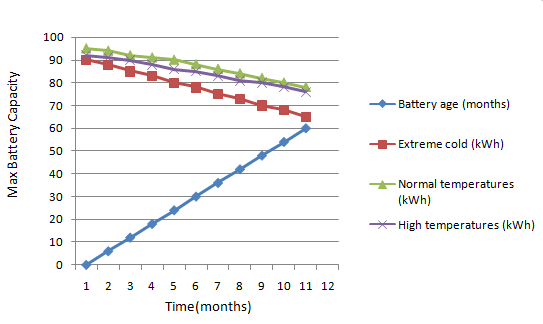 100
90
80
70
60
50
40
30
20
10
0
Max Battery Capacity
1 2 3 4 5 6 7 8 9 10 11 12
Time(months)
Battery age (months)
Extreme cold (kWh)
Normal temperatures
(kWh)
High temperatures (kWh)